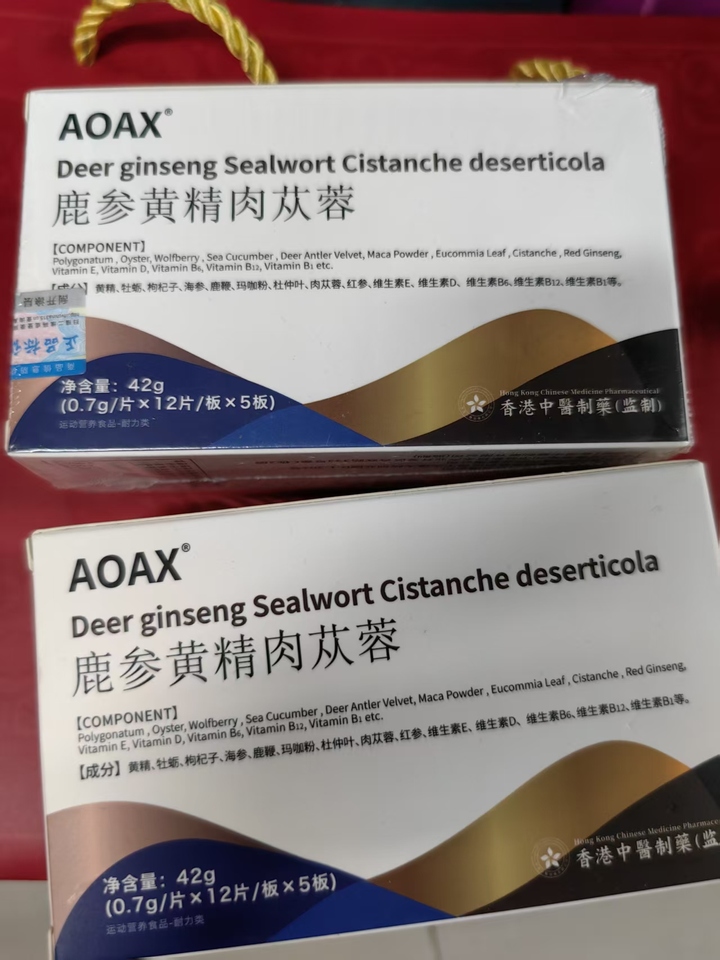 AOAX®
Deer ginseng Sealwort Cistanche deserticola
鹿参黄精肉苁蓉
【COMPONENT】
Polygonatum , Oyster, Wolfberry , Sea Cucumber , Deer Antler Velvet, Maca Powder , Eucommia Leaf , Cistanche , Red Ginseng,
Vitamin E, Vitamin D, Vitamin B₆, Vitamin B₁₂, Vitamin B₁ etc.
【成分】黄精、牡蛎、枸杞子、海参、鹿鞭、玛咖粉、杜仲叶、肉苁蓉、红参、维生素E、维生素D、维生素B₆、维生素B₁₂、维生素B₁等。
正品标
净含量：42g
(0.7g/片×12片/板×5板)
运动营养食品-耐力类
Hong Kong Chinese Medicine Pharmaceutical
香港中醫制藥(监制)
AOAX®
Deer ginseng Sealwort Cistanche deserticola
鹿参黄精肉苁蓉
【COMPONENT】
Polygonatum , Oyster, Wolfberry , Sea Cucumber , Deer Antler Velvet, Maca Powder , Eucommia Leaf , Cistanche , Red Ginseng,
Vitamin E, Vitamin D, Vitamin B₆, Vitamin B₁₂, Vitamin B₁ etc.
【成分】黄精、牡蛎、枸杞子、海参、鹿鞭、玛咖粉、杜仲叶、肉苁蓉、红参、维生素E、维生素D、维生素B₆、维生素B₁₂、维生素B₁等。
净含量：42g
(0.7g/片×12片/板×5板)
运动营养食品-耐力类
Hong Kong Chinese Medicine Pharmac
香港中醫制藥(监